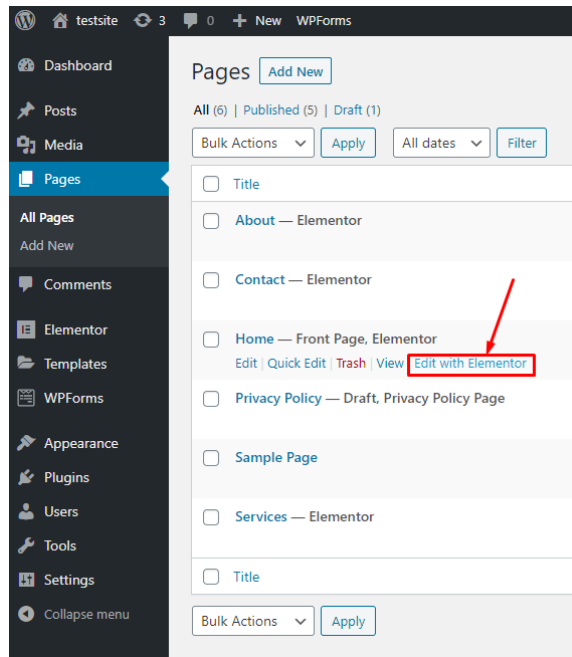 testsite 3 0 + New WPForms
Dashboard
Posts
Media
Pages
All Pages
Add New
Comments
Elementor
Templates
WPForms
Appearance
Plugins
Users
Tools
Settings
Collapse menu
Pages Add New
All (6) | Published (5) | Draft (1)
Bulk Actions Apply All dates Filter
Title
About — Elementor
Contact — Elementor
Home — Front Page, Elementor
Edit | Quick Edit | Trash | View Edit with Elementor
Privacy Policy — Draft, Privacy Policy Page
Sample Page
Services — Elementor
Title
Bulk Actions Apply